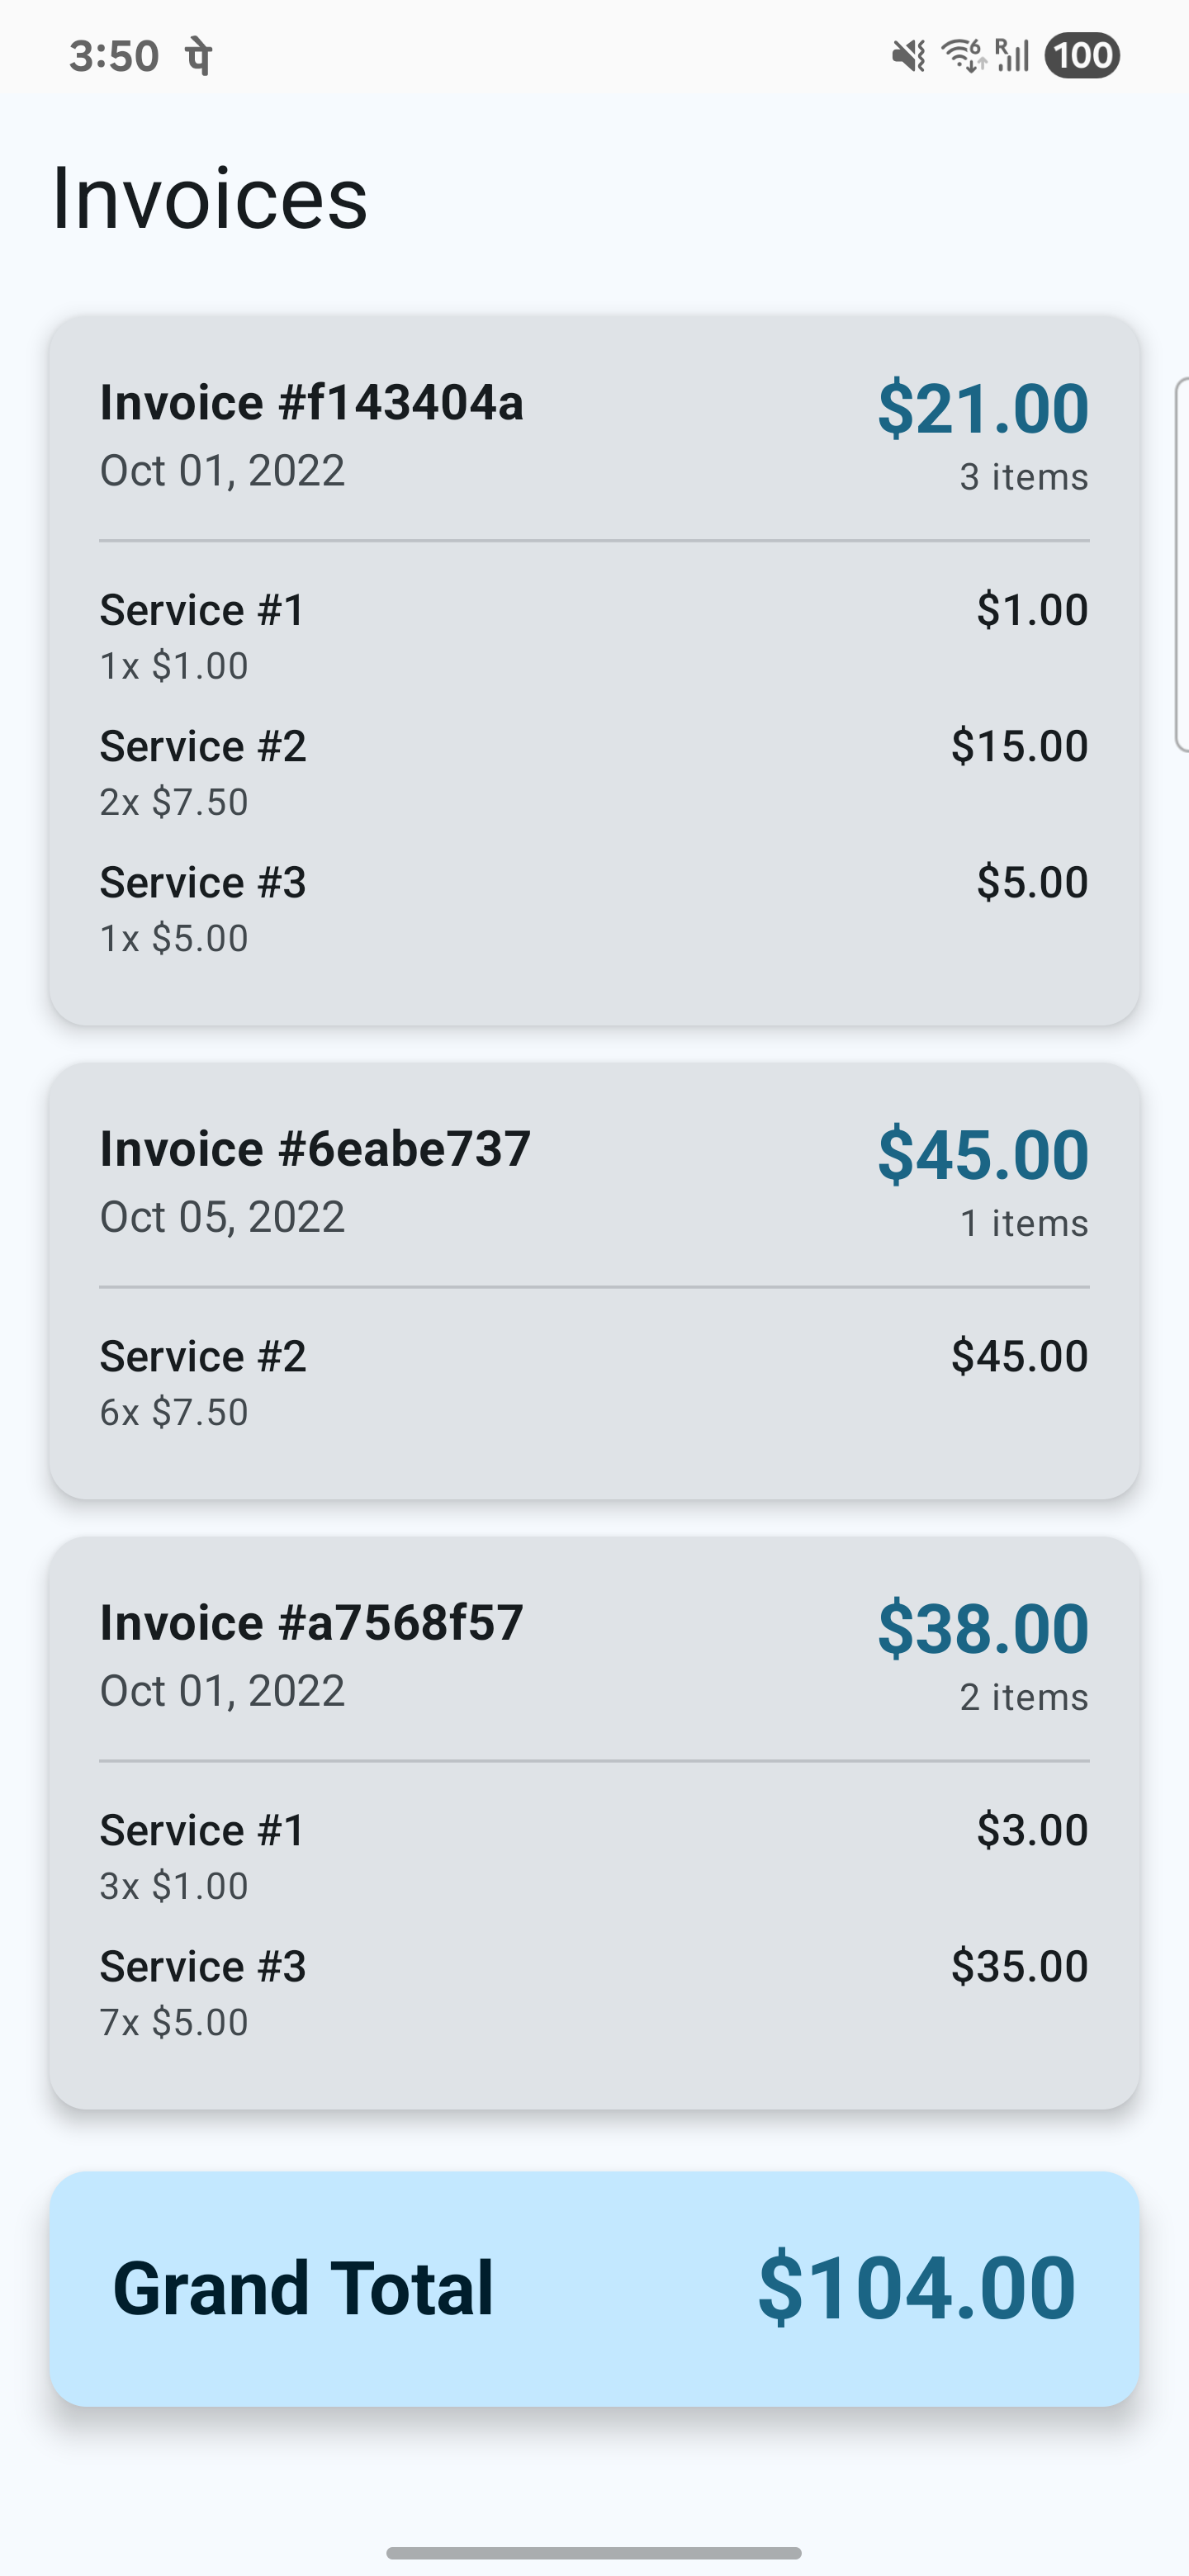 3:50 पे 6 R 100
Invoices
Invoice #f143404a $21.00
Oct 01, 2022 3 items
Service #1 $1.00
1x $1.00
Service #2 $15.00
2x $7.50
Service #3 $5.00
1x $5.00
Invoice #6eabe737 $45.00
Oct 05, 2022 1 items
Service #2 $45.00
6x $7.50
Invoice #a7568f57 $38.00
Oct 01, 2022 2 items
Service #1 $3.00
3x $1.00
Service #3 $35.00
7x $5.00
Grand Total $104.00